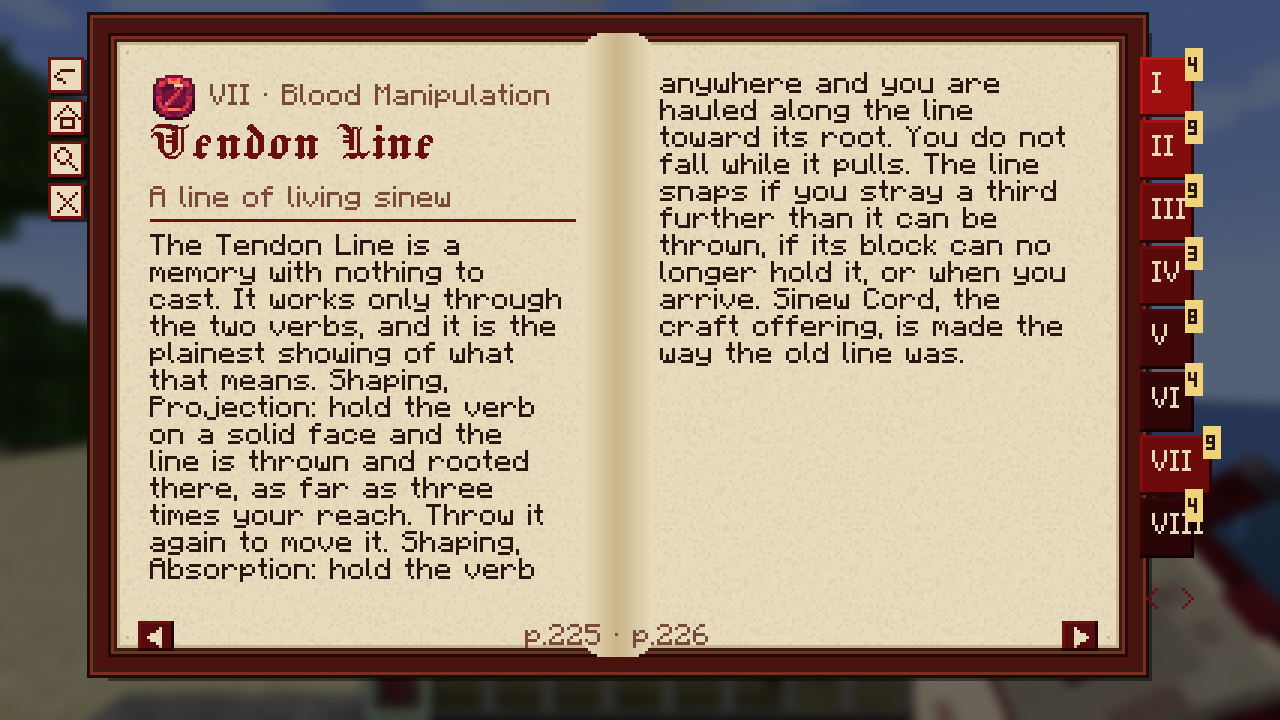 VII · Blood Manipulation
Tendon Line
A line of living sinew
The Tendon Line is a
memory with nothing to
cast. It works only through
the two verbs, and it is the
plainest showing of what
that means. Shaping,
Projection: hold the verb
on a solid face and the
line is thrown and rooted
there, as far as three
times your reach. Throw it
again to move it. Shaping,
Absorption: hold the verb
anywhere and you are
hauled along the line
toward its root. You do not
fall while it pulls. The line
snaps if you stray a third
further than it can be
thrown, if its block can no
longer hold it, or when you
arrive. Sinew Cord, the
craft offering, is made the
way the old line was.
p.225 · p.226
I 4
II 9
III 9
IV 3
V 8
VI 4
VII 9
VIII 4